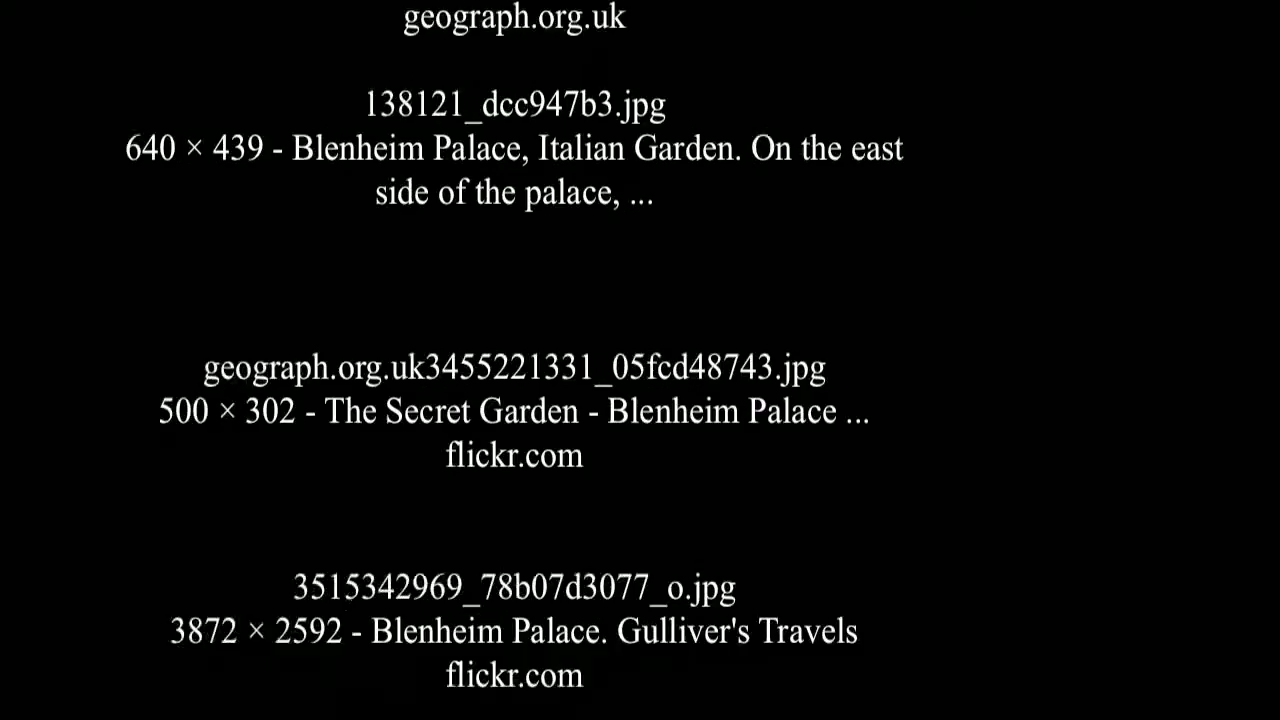 geograph.org.uk
138121_dcc947b3.jpg
640 × 439 - Blenheim Palace, Italian Garden. On the east
side of the palace, ...
geograph.org.uk3455221331_05fcd48743.jpg
500 × 302 - The Secret Garden - Blenheim Palace ...
flickr.com
3515342969_78b07d3077_o.jpg
3872 × 2592 - Blenheim Palace. Gulliver's Travels
flickr.com